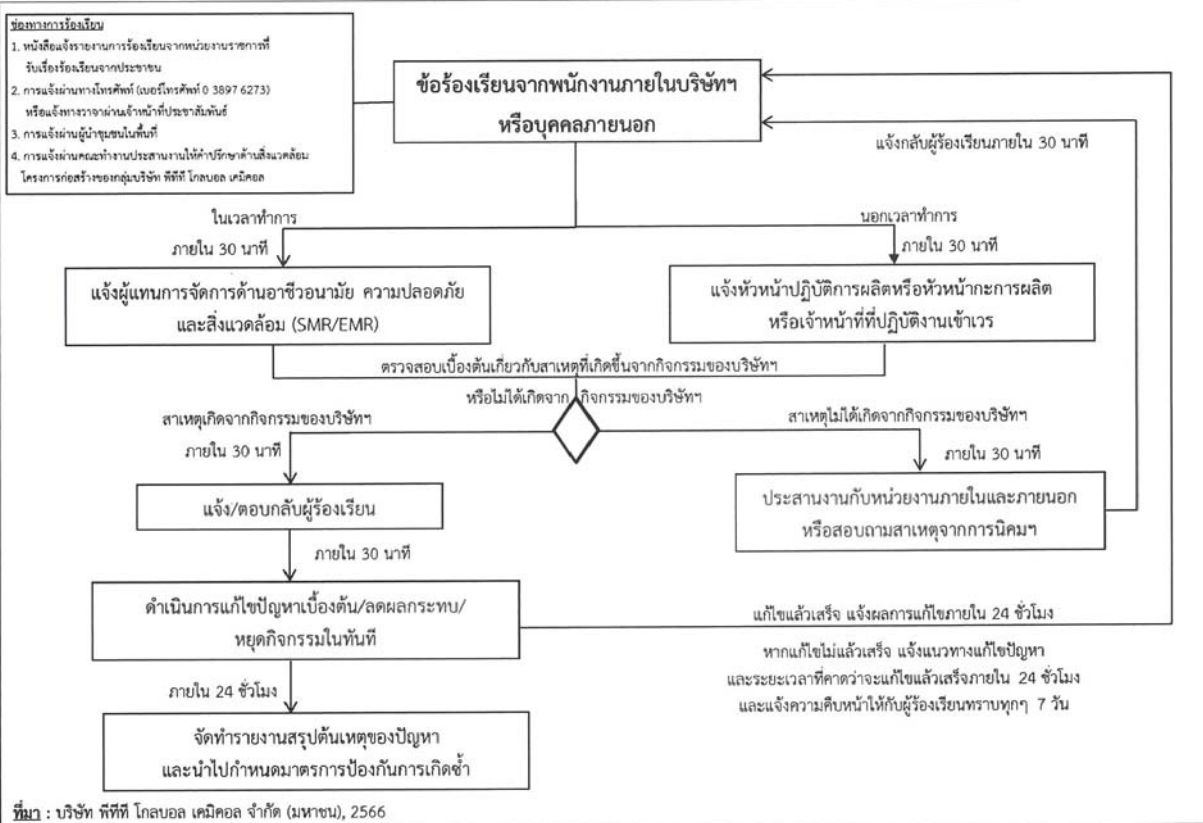 ช่องทางการร้องเรียน
1. หนังสือแจ้งรายงานการร้องเรียนจากหน่วยงานราชการที่
รับเรื่องร้องเรียนจากประชาชน
2. การแจ้งผ่านทางโทรศัพท์ (เบอร์โทรศัพท์ 0 3897 6273)
หรือแจ้งทางวาจาผ่านเจ้าหน้าที่ประชาสัมพันธ์
3. การแจ้งผ่านผู้นำชุมชนในพื้นที่
4. การแจ้งผ่านคณะทำงานประสานงานให้คำปรึกษาด้านสิ่งแวดล้อม
โครงการก่อสร้างของกลุ่มบริษัท พีทีที โกลบอล เคมิคอล
ข้อร้องเรียนจากพนักงานภายในบริษัทฯ
หรือบุคคลภายนอก
แจ้งกลับผู้ร้องเรียนภายใน 30 นาที
ในเวลาทำการ
ภายใน 30 นาที
นอกเวลาทำการ
ภายใน 30 นาที
แจ้งผู้แทนการจัดการด้านอาชีวอนามัย ความปลอดภัย
และสิ่งแวดล้อม (SMR/EMR)
แจ้งหัวหน้าปฏิบัติการผลิตหรือหัวหน้ากะการผลิต
หรือเจ้าหน้าที่ที่ปฏิบัติงานเข้าเวร
ตรวจสอบเบื้องต้นเกี่ยวกับสาเหตุที่เกิดขึ้นจากกิจกรรมของบริษัทฯ
หรือไม่ได้เกิดจาก กิจกรรมของบริษัทฯ
สาเหตุเกิดจากกิจกรรมของบริษัทฯ
ภายใน 30 นาที
สาเหตุไม่ได้เกิดจากกิจกรรมของบริษัทฯ
ภายใน 30 นาที
แจ้ง/ตอบกลับผู้ร้องเรียน
ประสานงานกับหน่วยงานภายในและภายนอก
หรือสอบถามสาเหตุจากการนิคมฯ
ภายใน 30 นาที
ดำเนินการแก้ไขปัญหาเบื้องต้น/ลดผลกระทบ/
หยุดกิจกรรมในทันที
แก้ไขแล้วเสร็จ แจ้งผลการแก้ไขภายใน 24 ชั่วโมง
หากแก้ไขไม่แล้วเสร็จ แจ้งแนวทางแก้ไขปัญหา
และระยะเวลาที่คาดว่าจะแก้ไขแล้วเสร็จภายใน 24 ชั่วโมง
และแจ้งความคืบหน้าให้กับผู้ร้องเรียนทราบทุกๆ 7 วัน
ภายใน 24 ชั่วโมง
จัดทำรายงานสรุปต้นเหตุของปัญหา
และนำไปกำหนดมาตรการป้องกันการเกิดซ้ำ
ที่มา : บริษัท พีทีที โกลบอล เคมิคอล จำกัด (มหาชน), 2566